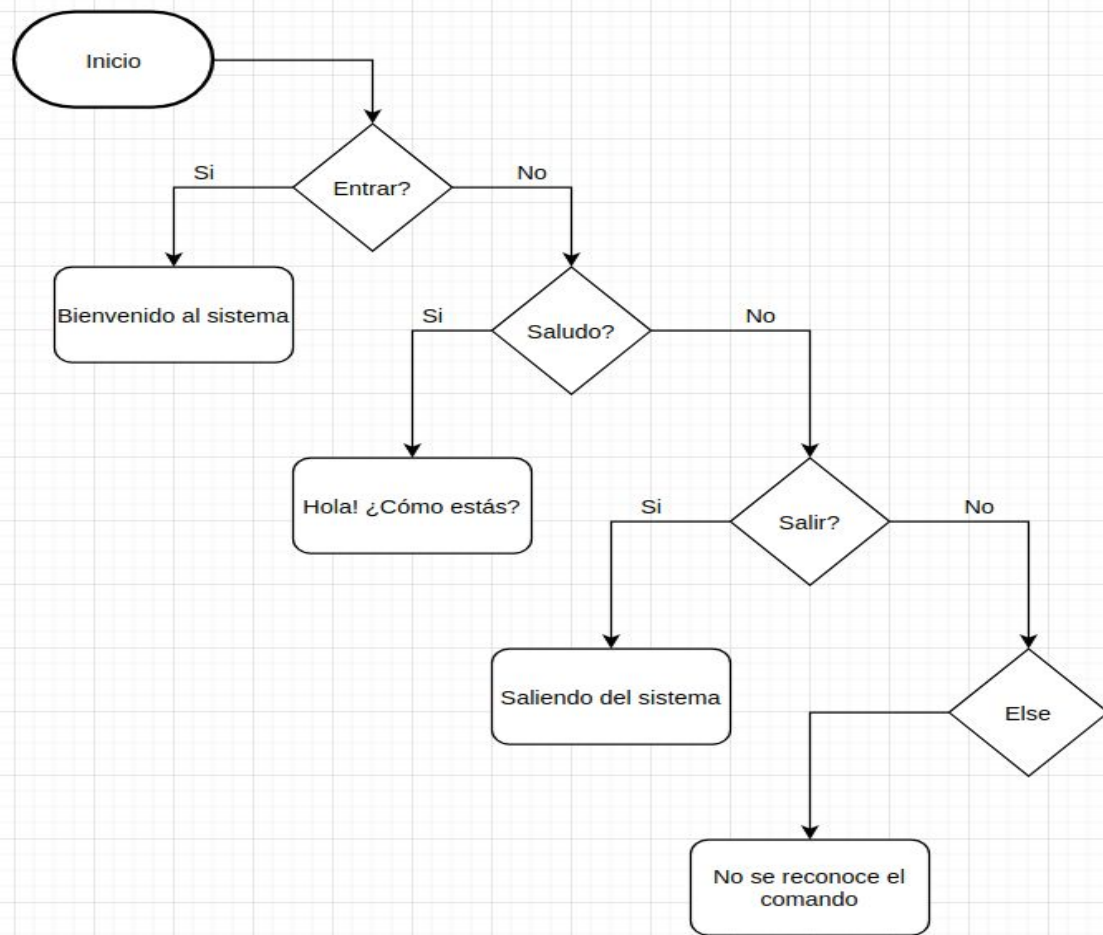 Inicio
Si
Entrar?
No
Bienvenido al sistema
Si
Saludo?
No
Hola! ¿Cómo estás?
Si
Salir?
No
Saliendo del sistema
Else
No se reconoce el
comando